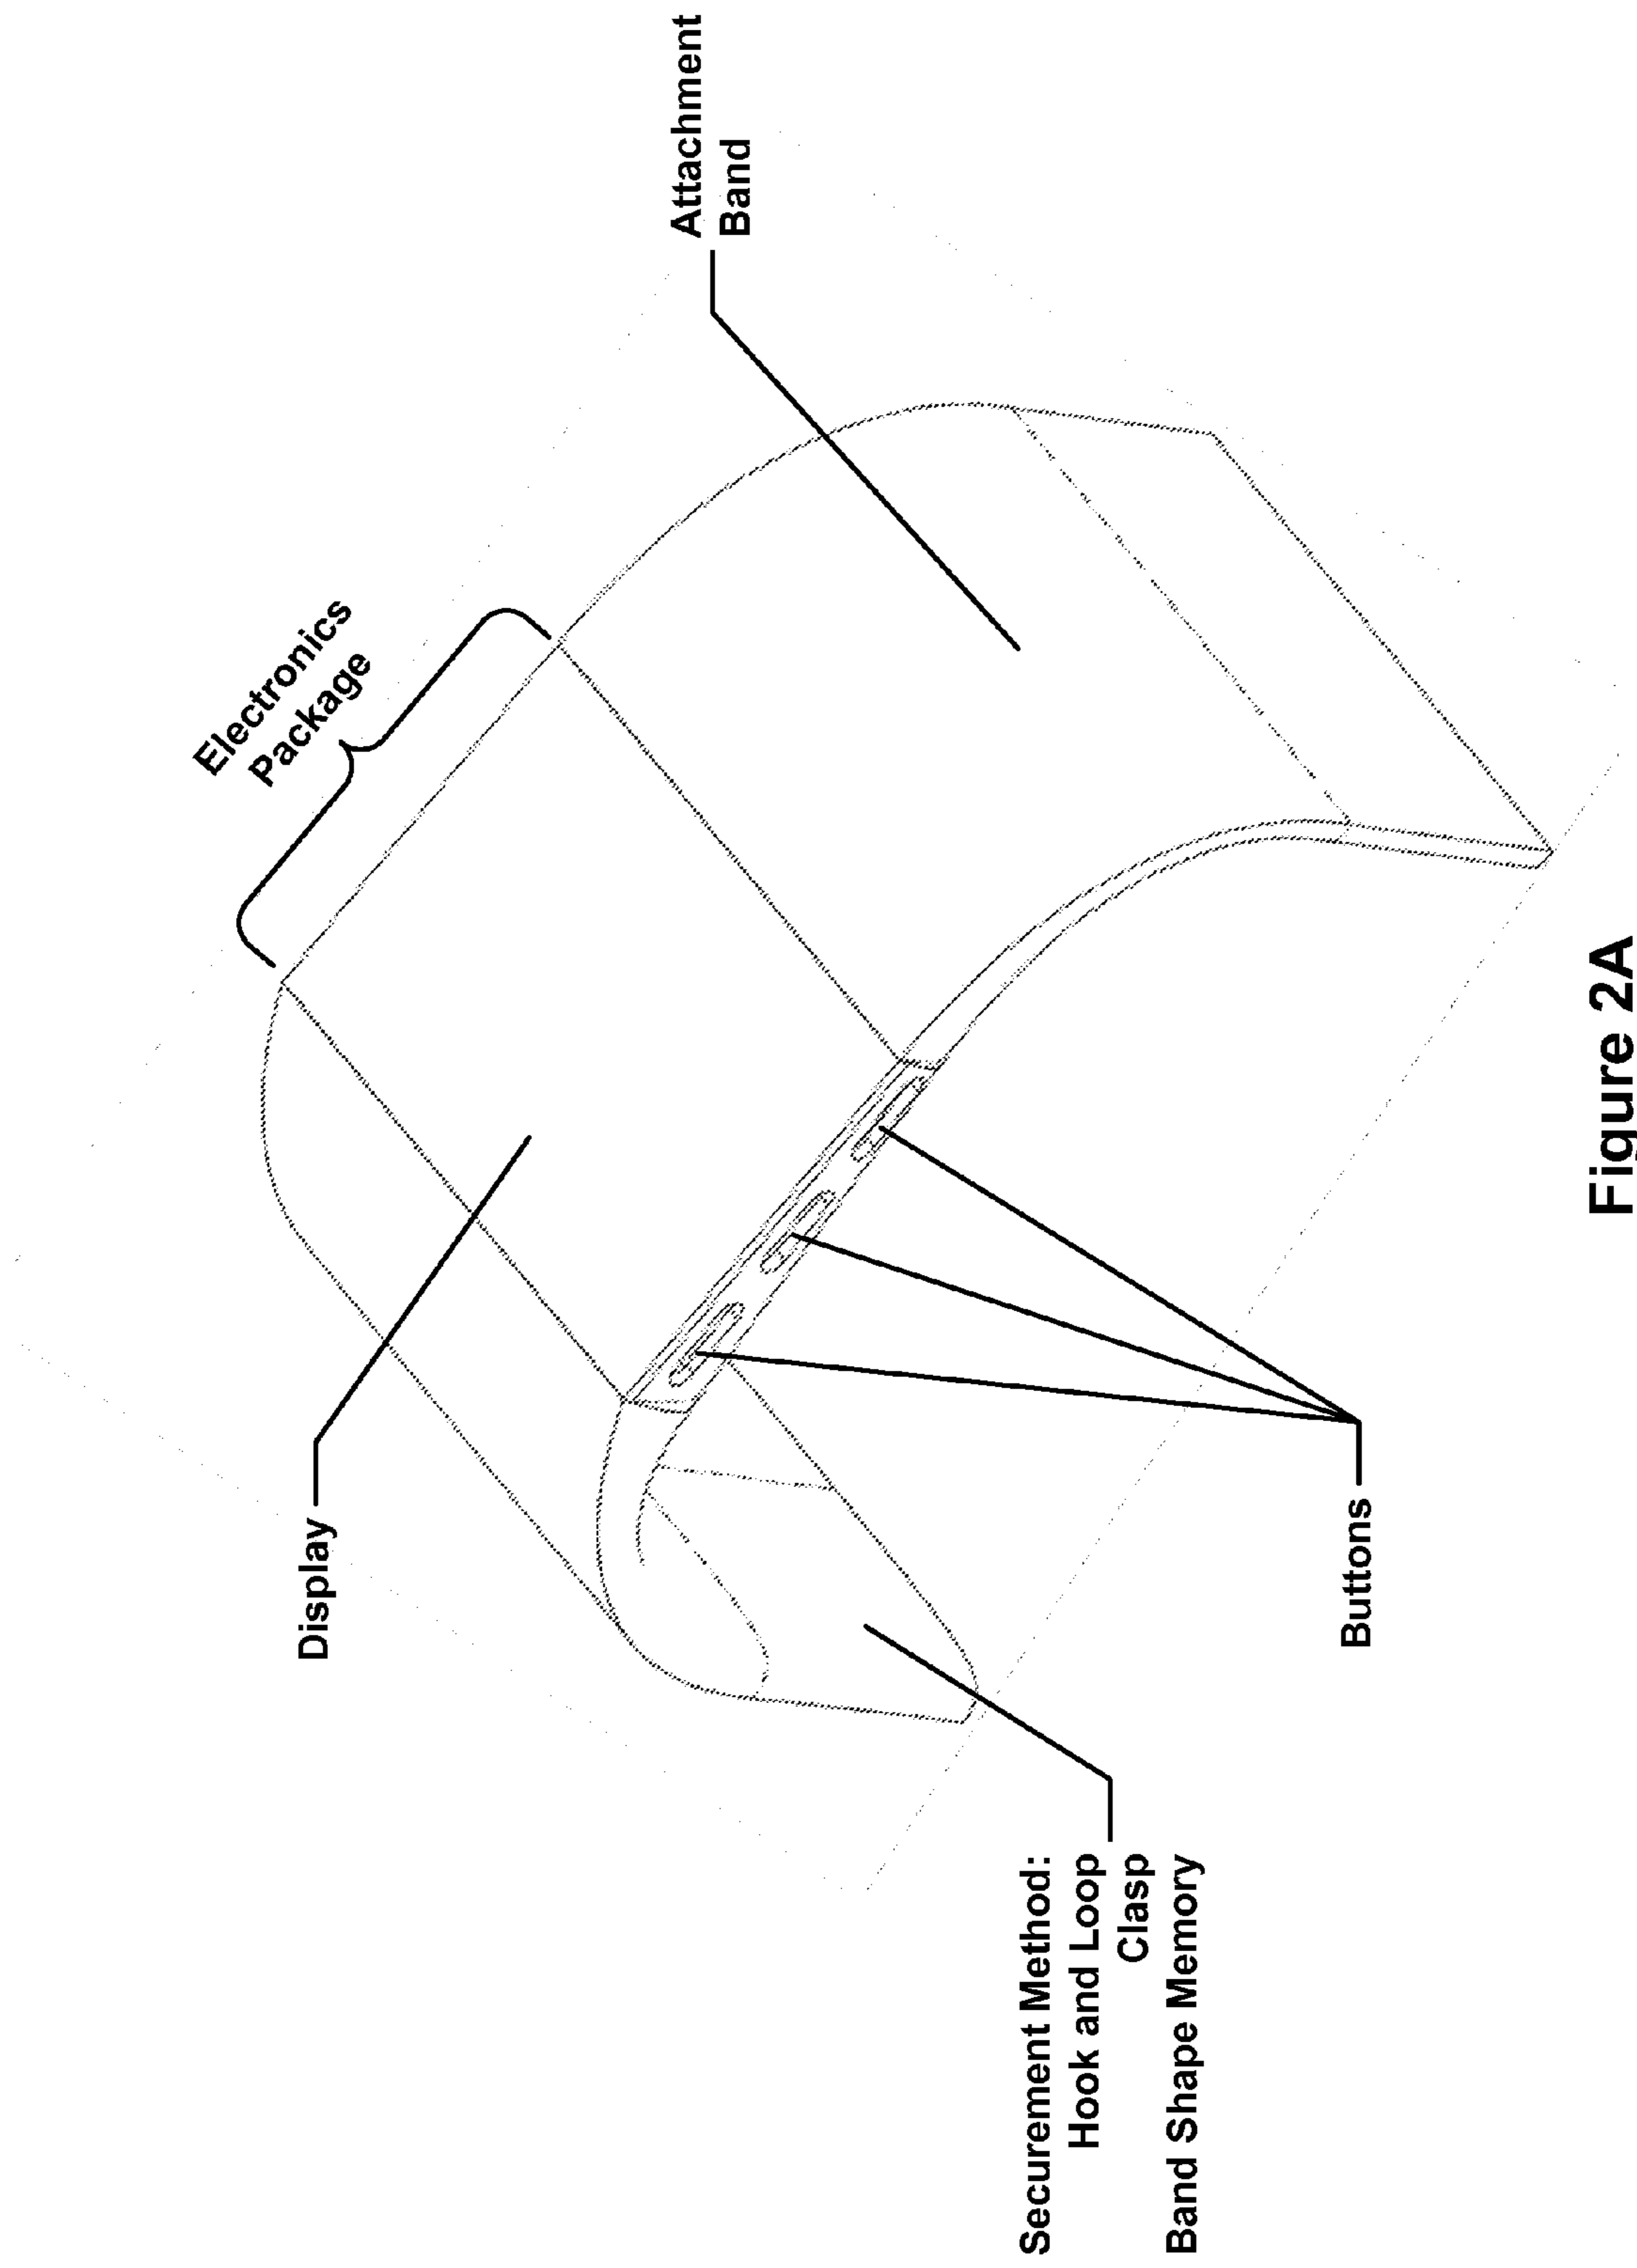 Electronics
Package
Attachment
Band
Display
Securement Method:
Hook and Loop
Clasp
Band Shape Memory
Buttons
Figure 2A